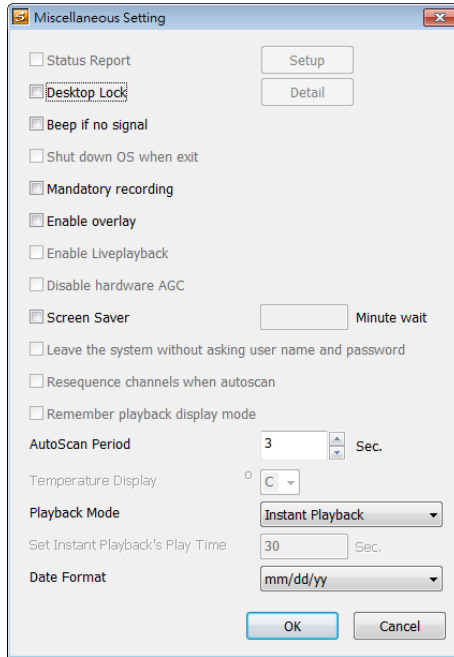 Miscellaneous Setting
Status Report Setup
Desktop Lock Detail
Beep if no signal
Shut down OS when exit
Mandatory recording
Enable overlay
Enable Liveplayback
Disable hardware AGC
Screen Saver Minute wait
Leave the system without asking user name and password
Resequence channels when autoscan
Remember playback display mode
AutoScan Period 3 Sec.
Temperature Display ° C
Playback Mode Instant Playback
Set Instant Playback's Play Time 30 Sec.
Date Format mm/dd/yy
OK Cancel